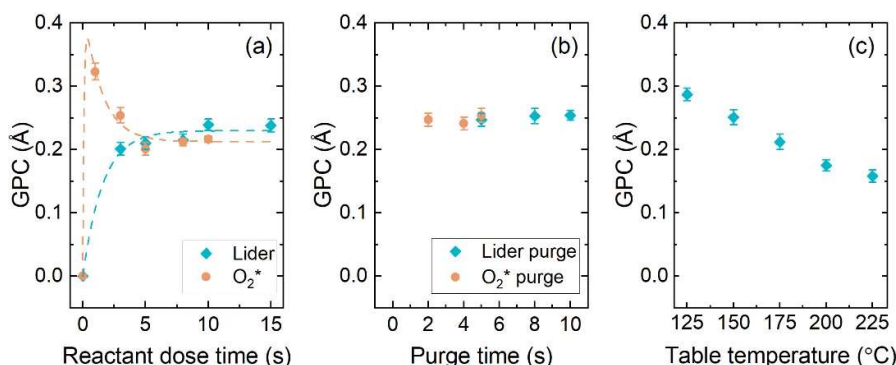 (a)
GPC (Å)
0.4
0.3
0.2
0.1
0.0
Lider
O₂*
0 5 10 15
Reactant dose time (s)
(b)
GPC (Å)
0.4
0.3
0.2
0.1
0.0
Lider purge
O₂* purge
0 2 4 6 8 10
Purge time (s)
(c)
GPC (Å)
0.4
0.3
0.2
0.1
0.0
125 150 175 200 225
Table temperature (°C)